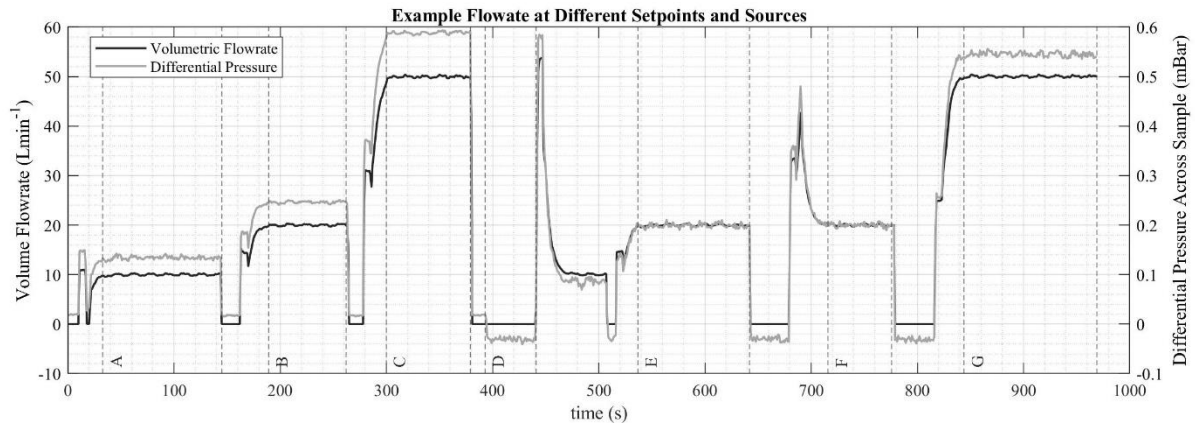 Example Flowate at Different Setpoints and Sources
Volumetric Flowrate
Differential Pressure
60
50
40
30
20
10
0
-10
Volume Flowrate (Lmin-1)
0.6
0.5
0.4
0.3
0.2
0.1
0
-0.1
Differential Pressure Across Sample (mBar)
A
B
C
D
E
F
G
0 100 200 300 400 500 600 700 800 900 1000
time (s)